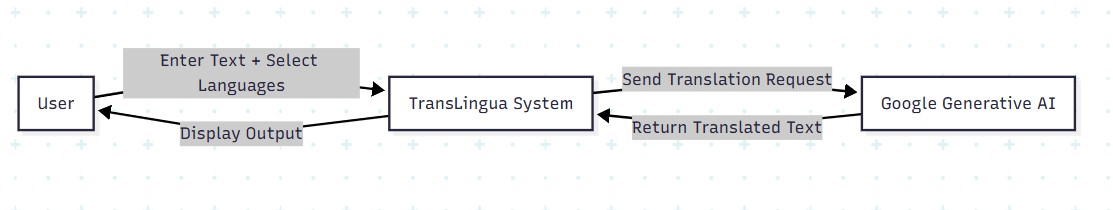 Enter Text + Select
Languages
Send Translation Request
User
TransLingua System
Google Generative AI
Display Output
Return Translated Text